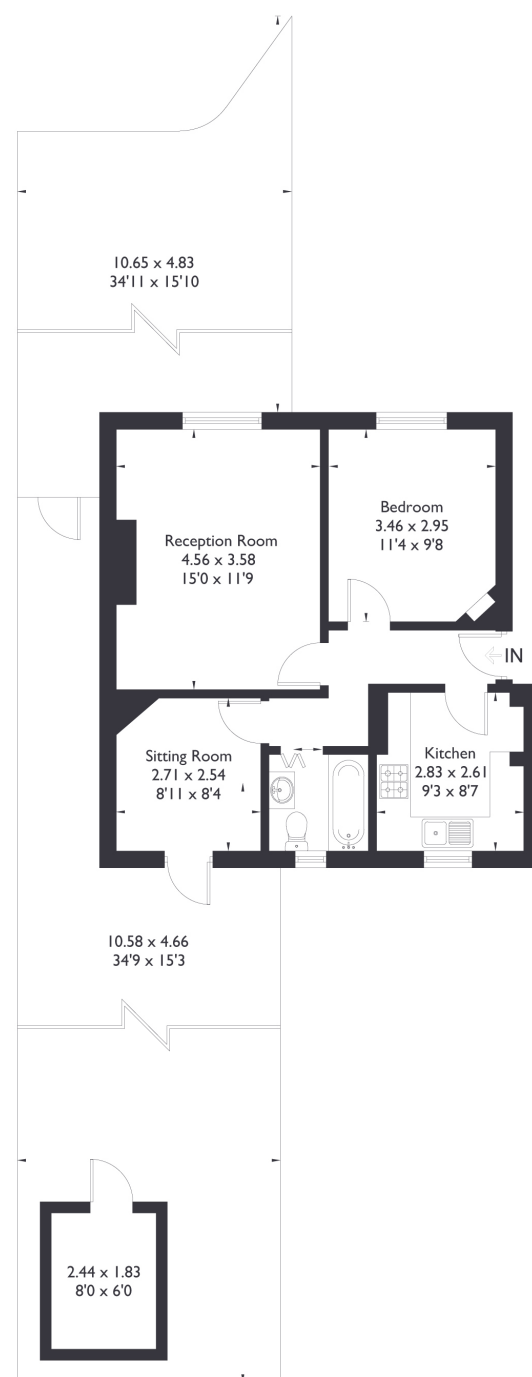 10.65 x 4.83
34'11 x 15'10
Reception Room
4.56 x 3.58
15'0 x 11'9
Bedroom
3.46 x 2.95
11'4 x 9'8
IN
Sitting Room
2.71 x 2.54
8'11 x 8'4
Kitchen
2.83 x 2.61
9'3 x 8'7
10.58 x 4.66
34'9 x 15'3
2.44 x 1.83
8'0 x 6'0